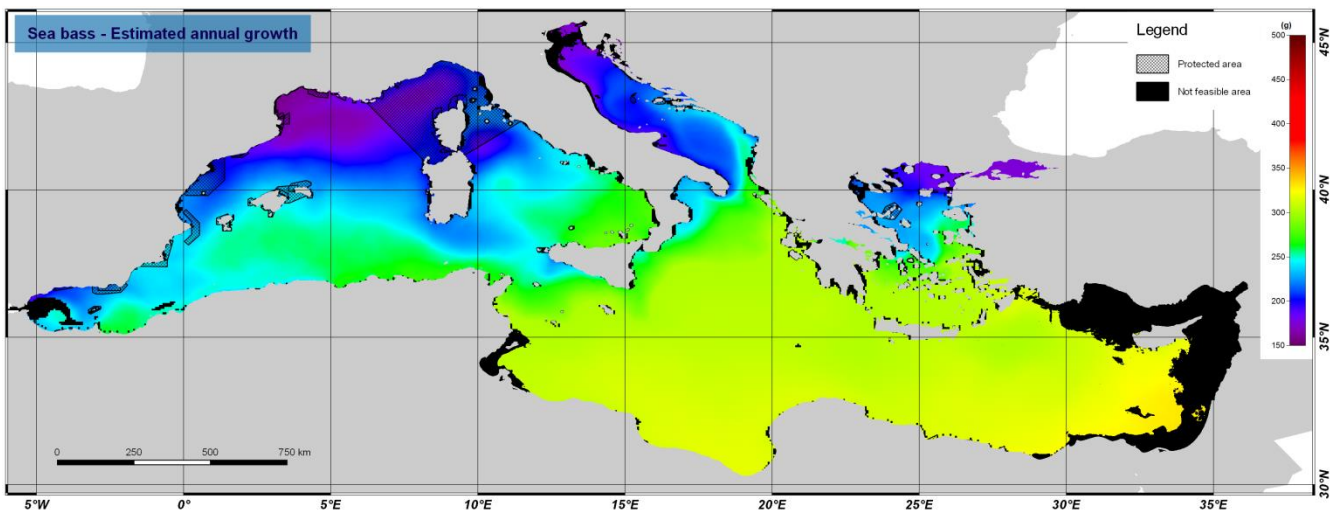 Sea bass - Estimated annual growth
Legend
Protected area
Not feasible area
(g)
500
450
400
350
300
250
200
150
45°N
40°N
35°N
30°N
0 250 500 750 km
5°W 0° 5°E 10°E 15°E 20°E 25°E 30°E 35°E